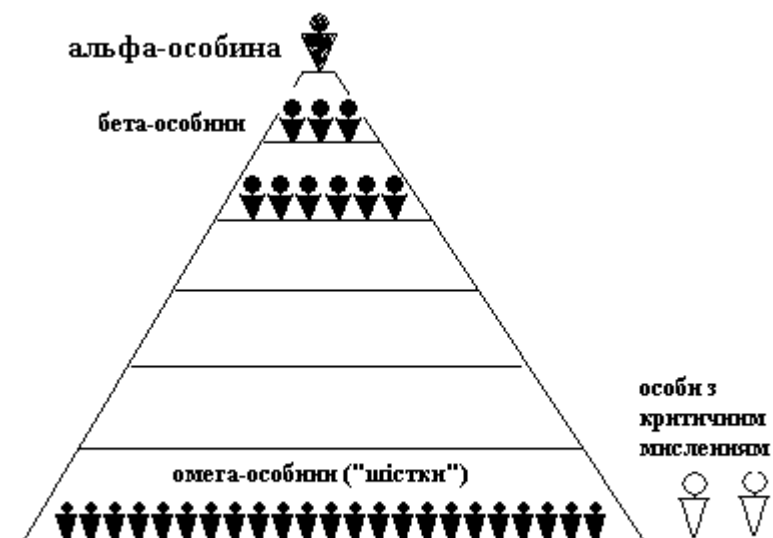 альфа-особина
бета-особини
особи з
критичним
мисленням
омега-особини ("шістки")